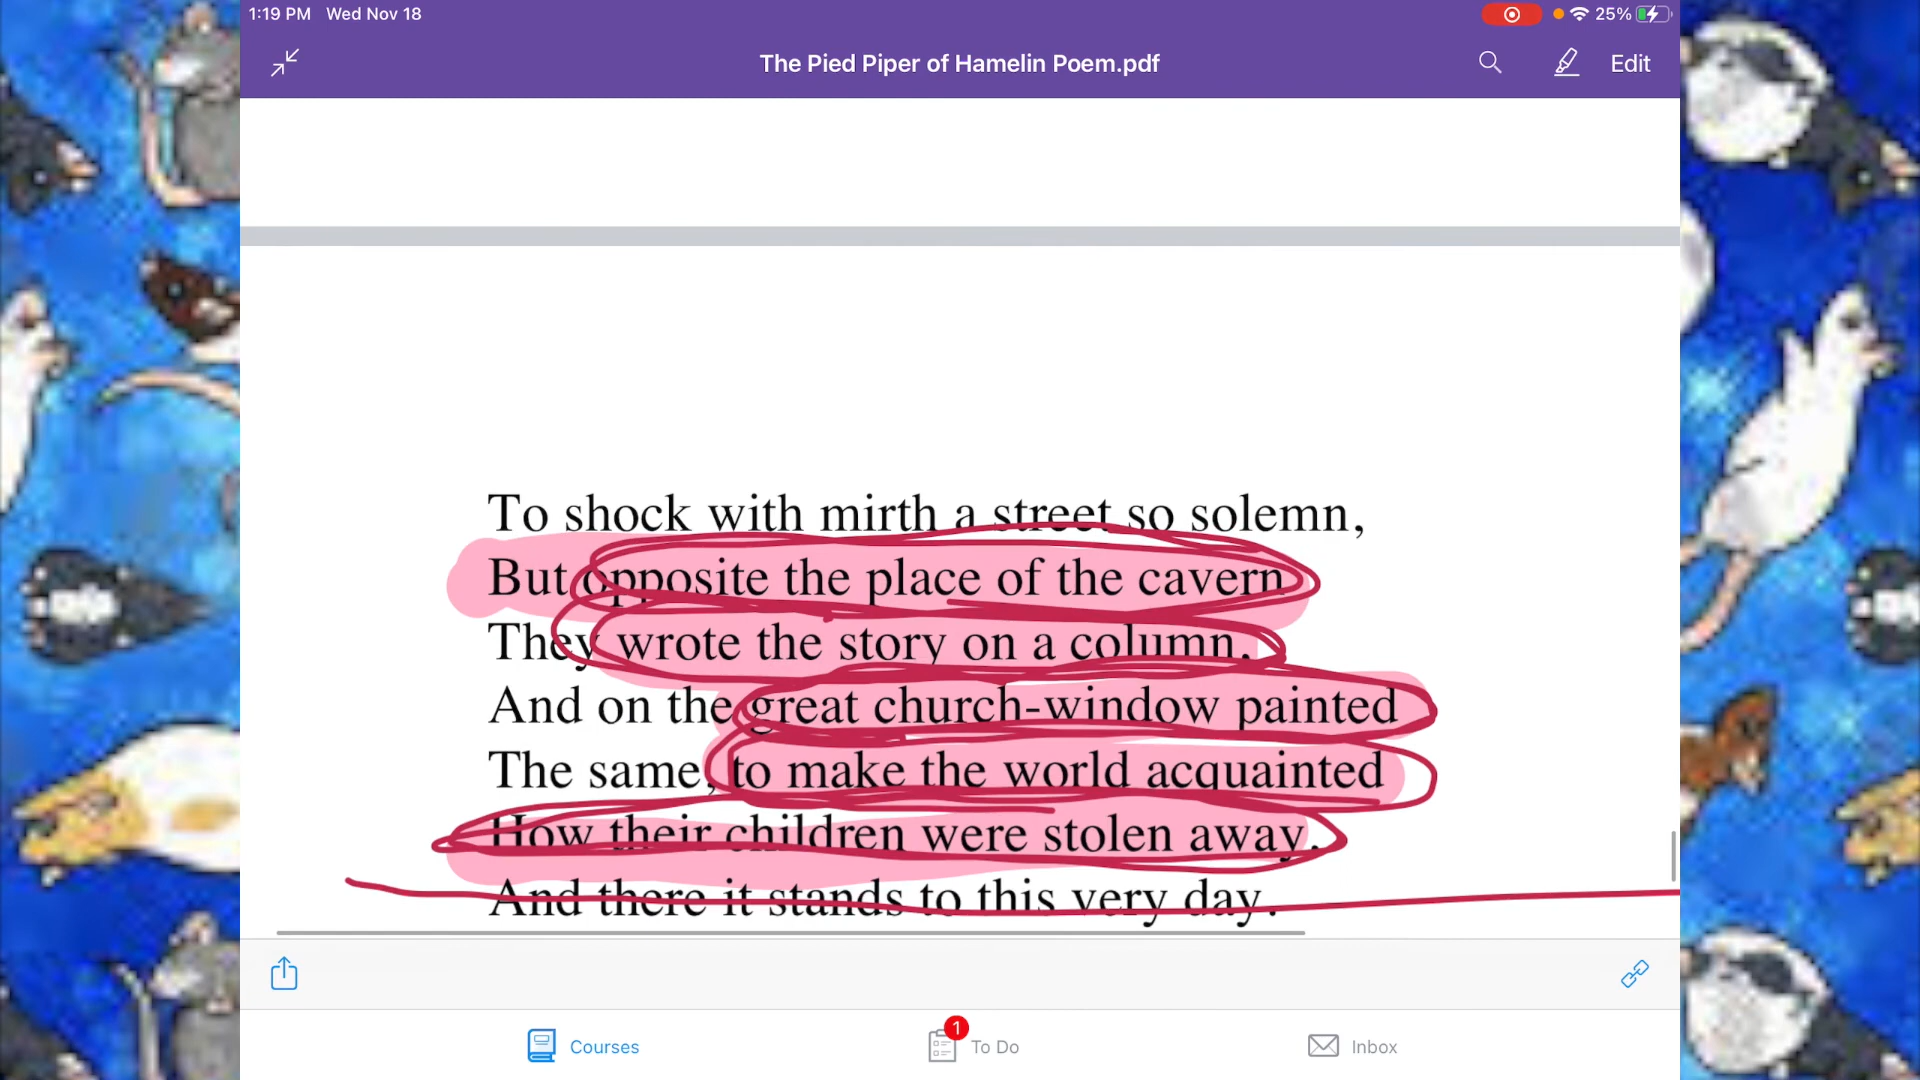 1:19 PM Wed Nov 18
25%
The Pied Piper of Hamelin Poem.pdf
Edit
To shock with mirth a street so solemn,
But opposite the place of the cavern
They wrote the story on a column,
And on the great church-window painted
The same, to make the world acquainted
How their children were stolen away.
And there it stands to this very day.
1
Courses
To Do
Inbox